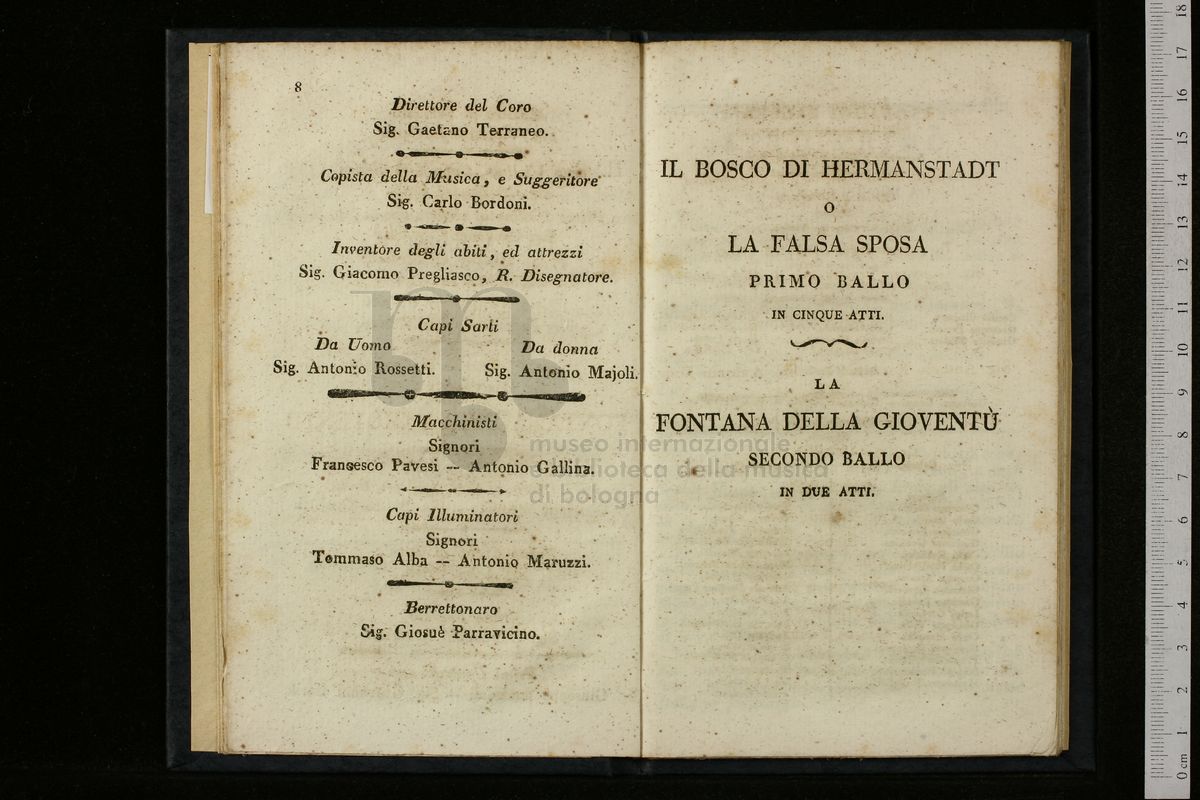 8
Direttore del Coro
Sig. Gaetano Terraneo.
Copista della Musica, e Suggeritore
Sig. Carlo Bordoni.
Inventore degli abiti, ed attrezzi
Sig. Giacomo Pregliasco, R. Disegnatore.
Capi Sarti
Da Uomo
Da donna
Sig. Antonio Rossetti.
Sig. Antonio Majoli.
Macchinisti
Signori
Francesco Pavesi -- Antonio Gallina.
Capi Illuminatori
Signori
Tommaso Alba -- Antonio Maruzzi.
Berrettonaro
Sig. Giosuè Parravicino.
IL BOSCO DI HERMANSTADT
O
LA FALSA SPOSA
PRIMO BALLO
IN CINQUE ATTI.
LA
FONTANA DELLA GIOVENTÙ
SECONDO BALLO
IN DUE ATTI.
museo internazionale
e biblioteca della musica
di bologna
0 cm 1 2 3 4 5 6 7 8 9 10 11 12 13 14 15 16 17 18